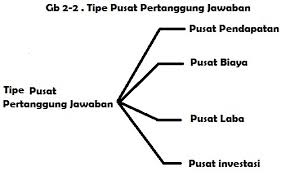 Gb 2-2 . Tipe Pusat Pertanggung Jawaban
Pusat Pendapatan
Pusat Biaya
Tipe Pusat
Pertanggung Jawaban
Pusat Laba
Pusat investasi